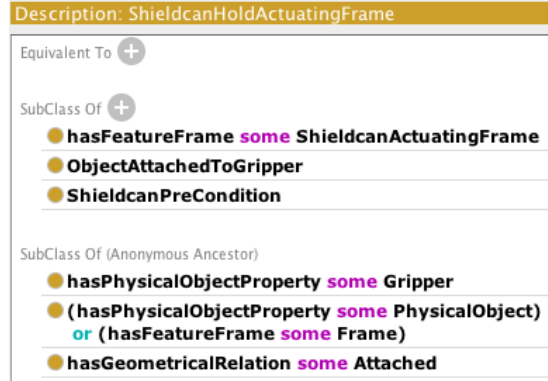 Description: ShieldcanHoldActuatingFrame
Equivalent To
SubClass Of
hasFeatureFrame some ShieldcanActuatingFrame
ObjectAttachedToGripper
ShieldcanPreCondition
SubClass Of (Anonymous Ancestor)
hasPhysicalObjectProperty some Gripper
(hasPhysicalObjectProperty some PhysicalObject)
or (hasFeatureFrame some Frame)
hasGeometricalRelation some Attached